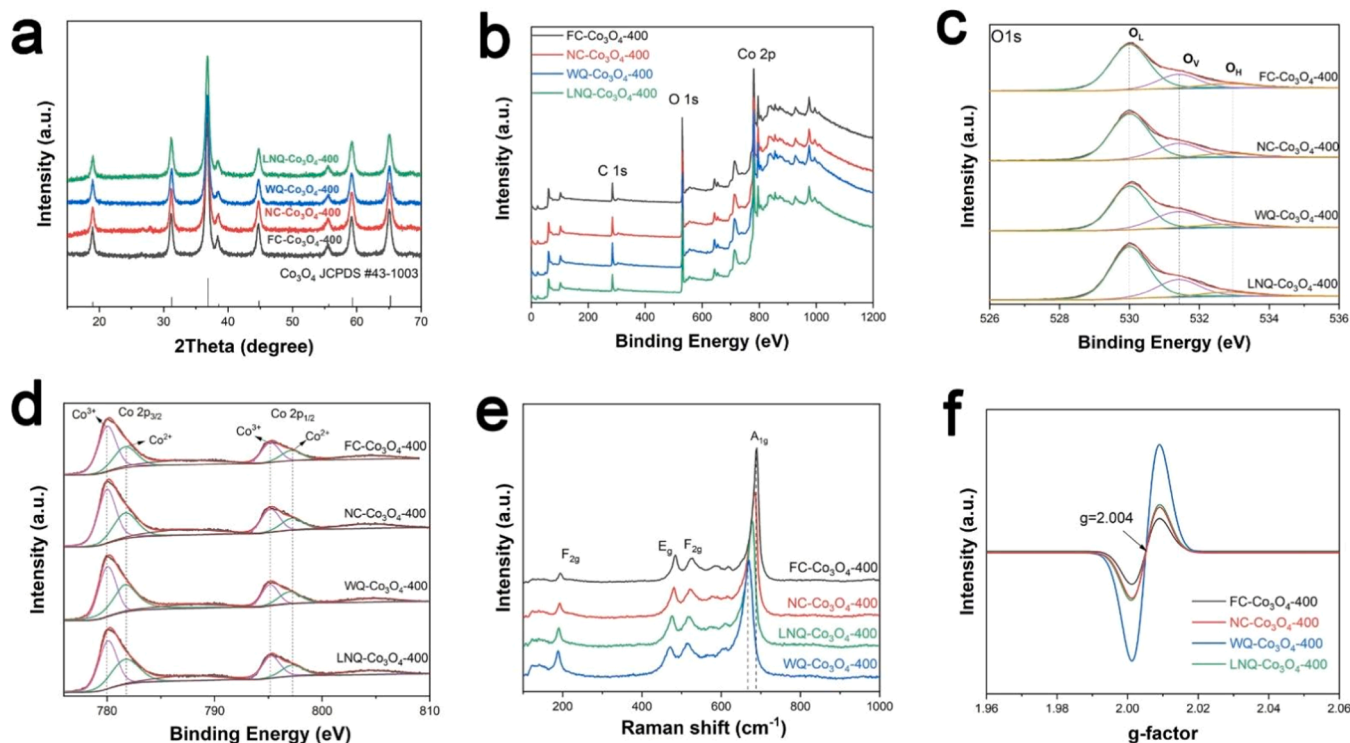 a
Intensity (a.u.)
LNQ-Co₃O₄-400
WQ-Co₃O₄-400
NC-Co₃O₄-400
FC-Co₃O₄-400
Co₃O₄ JCPDS #43-1003
20 30 40 50 60 70
2Theta (degree)
b
Intensity (a.u.)
FC-Co₃O₄-400
NC-Co₃O₄-400
WQ-Co₃O₄-400
LNQ-Co₃O₄-400
Co 2p
O 1s
C 1s
0 200 400 600 800 1000 1200
Binding Energy (eV)
c
Intensity (a.u.)
O1s
O_L
O_V
O_H
FC-Co₃O₄-400
NC-Co₃O₄-400
WQ-Co₃O₄-400
LNQ-Co₃O₄-400
526 528 530 532 534 536
Binding Energy (eV)
d
Intensity (a.u.)
Co³⁺ Co 2p₃/₂ Co²⁺
Co 2p₁/₂
Co³⁺ Co²⁺
FC-Co₃O₄-400
NC-Co₃O₄-400
WQ-Co₃O₄-400
LNQ-Co₃O₄-400
780 790 800 810
Binding Energy (eV)
e
Intensity (a.u.)
A₁g
F₂g
E_g
F₂g
FC-Co₃O₄-400
NC-Co₃O₄-400
LNQ-Co₃O₄-400
WQ-Co₃O₄-400
200 400 600 800 1000
Raman shift (cm⁻¹)
f
Intensity (a.u.)
g=2.004
FC-Co₃O₄-400
NC-Co₃O₄-400
WQ-Co₃O₄-400
LNQ-Co₃O₄-400
1.96 1.98 2.00 2.02 2.04 2.06
g-factor